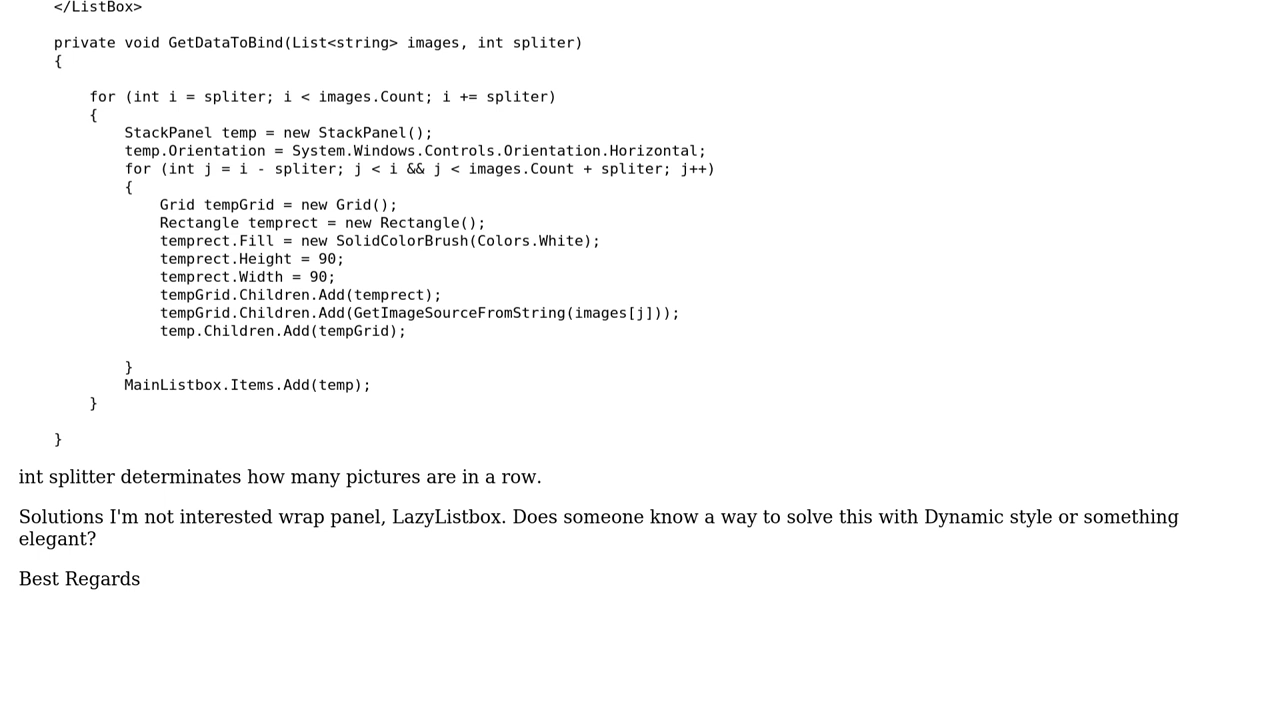 </ListBox>
private void GetDataToBind(List<string> images, int spliter)
{
for (int i = spliter; i < images.Count; i += spliter)
{
StackPanel temp = new StackPanel();
temp.Orientation = System.Windows.Controls.Orientation.Horizontal;
for (int j = i - spliter; j < i && j < images.Count + spliter; j++)
{
Grid tempGrid = new Grid();
Rectangle temprect = new Rectangle();
temprect.Fill = new SolidColorBrush(Colors.White);
temprect.Height = 90;
temprect.Width = 90;
tempGrid.Children.Add(temprect);
tempGrid.Children.Add(GetImageSourceFromString(images[j]));
temp.Children.Add(tempGrid);
}
MainListbox.Items.Add(temp);
}
}
int splitter determinates how many pictures are in a row.
Solutions I'm not interested wrap panel, LazyListbox. Does someone know a way to solve this with Dynamic style or something
elegant?
Best Regards